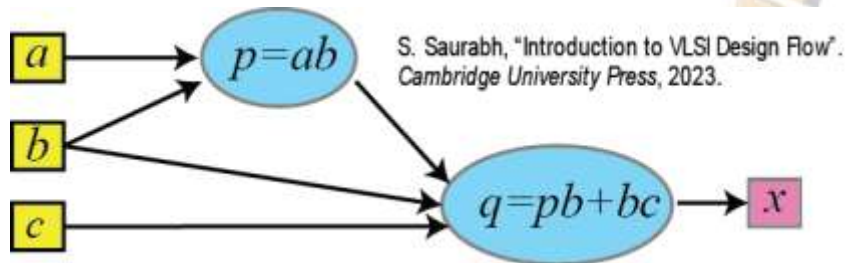 a
p=ab
S. Saurabh, “Introduction to VLSI Design Flow”.
Cambridge University Press, 2023.
b
q=pb+bc
x
c